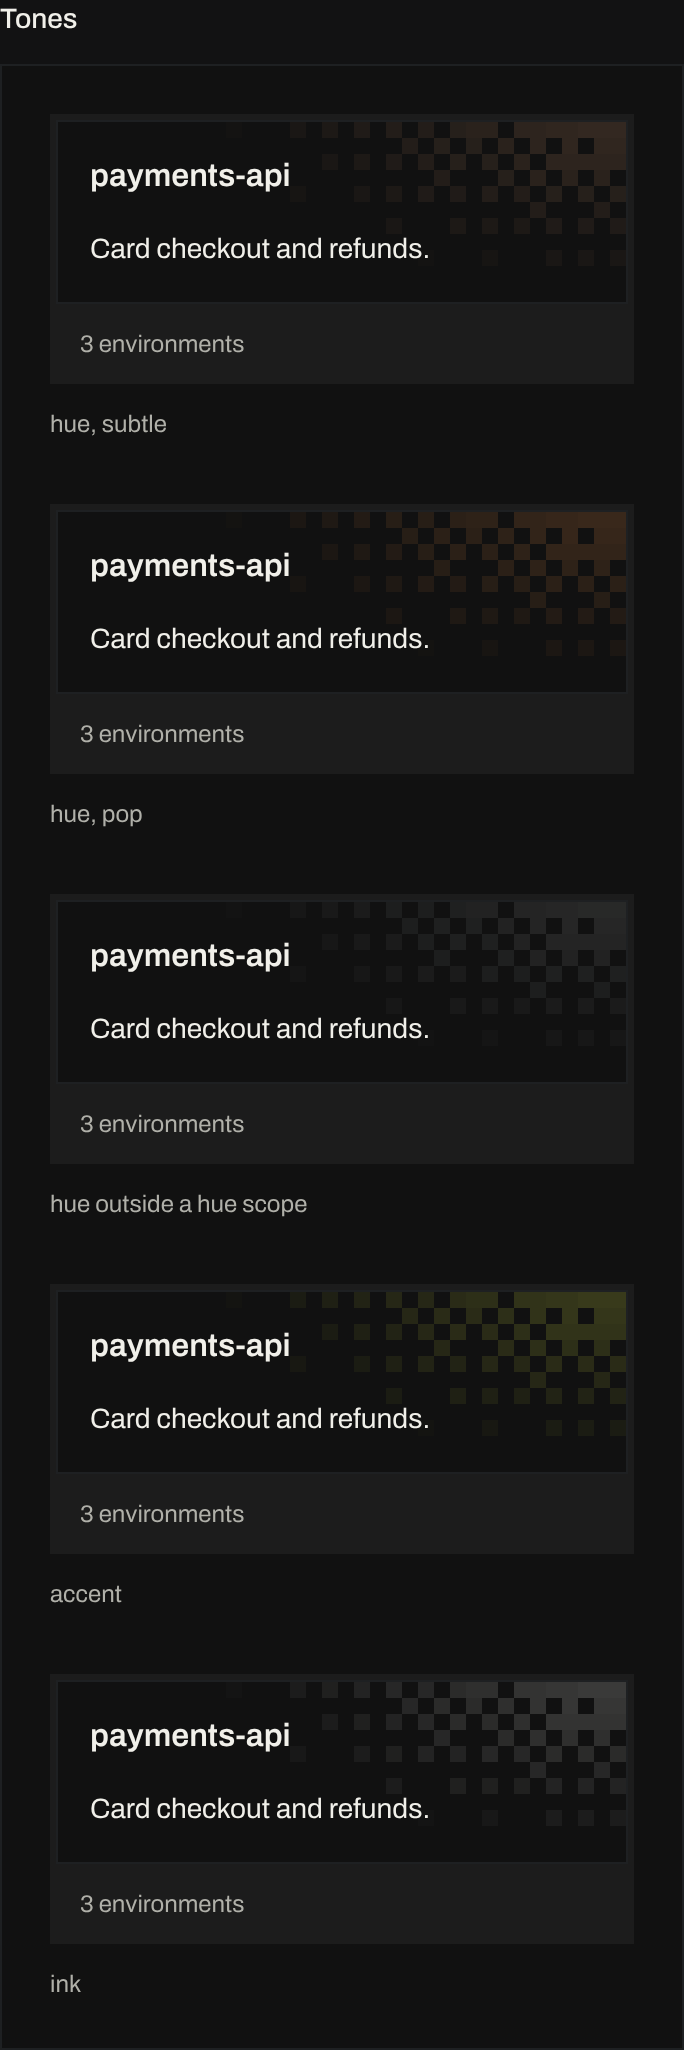 Tones
payments-api
Card checkout and refunds.
3 environments
hue, subtle
payments-api
Card checkout and refunds.
3 environments
hue, pop
payments-api
Card checkout and refunds.
3 environments
hue outside a hue scope
payments-api
Card checkout and refunds.
3 environments
accent
payments-api
Card checkout and refunds.
3 environments
ink